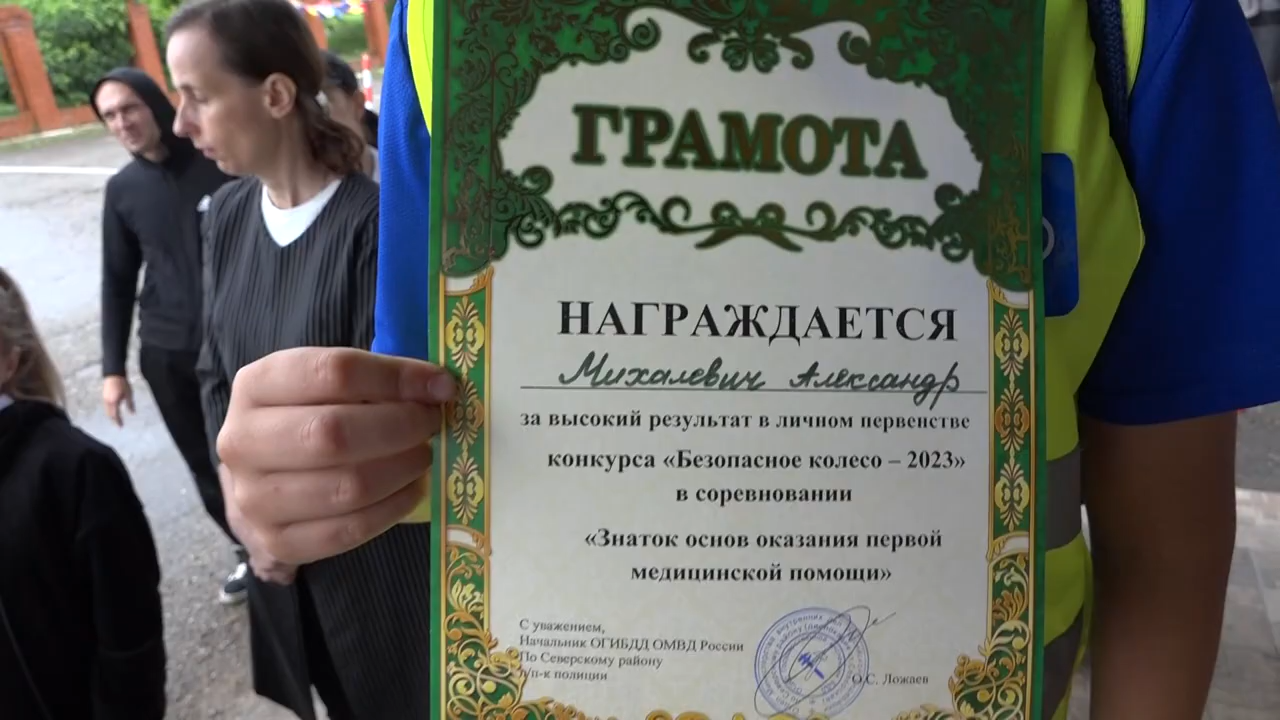 ГРАМОТА
НАГРАЖДАЕТСЯ
Михалевич Александр
за высокий результат в личном первенстве
конкурса «Безопасное колесо – 2023»
в соревновании
«Знаток основ оказания первой
медицинской помощи»
С уважением,
Начальник ОГИБДД ОМВД России
По Северскому району
п/п-к полиции
О.С. Ложаев